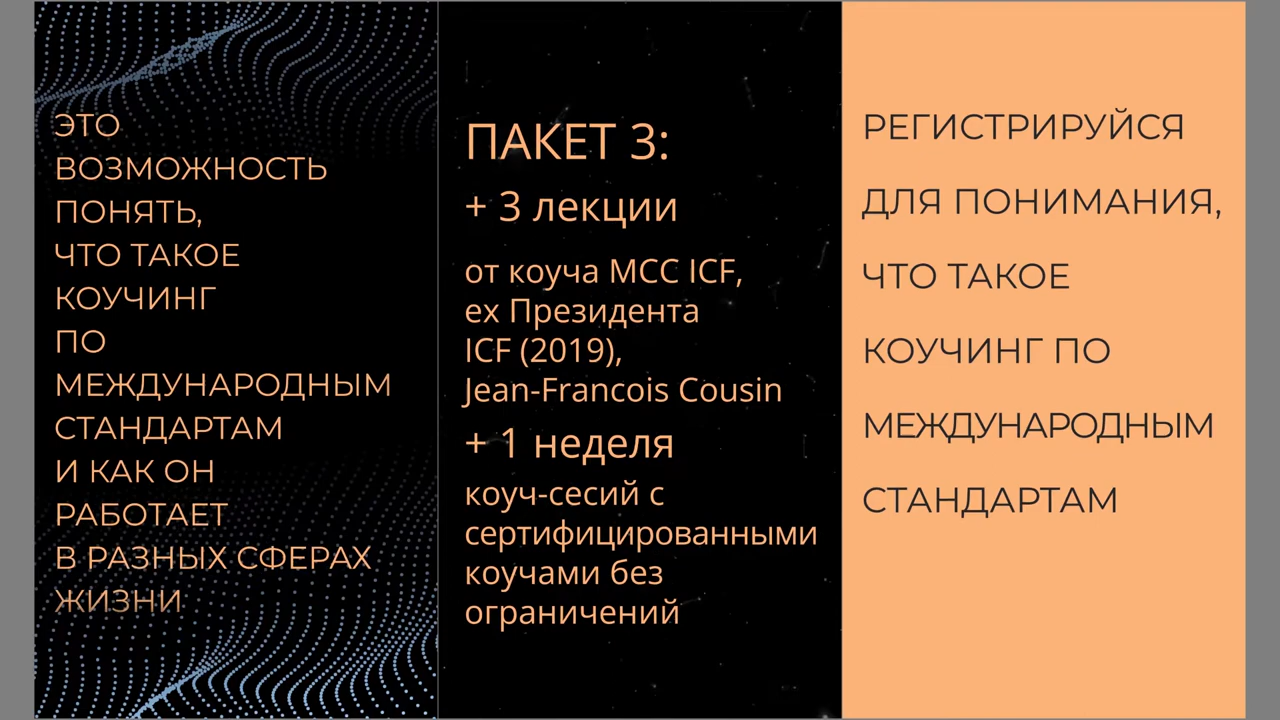 ЭТО
ВОЗМОЖНОСТЬ
ПОНЯТЬ,
ЧТО ТАКОЕ
КОУЧИНГ
ПО
МЕЖДУНАРОДНЫМ
СТАНДАРТАМ
И КАК ОН
РАБОТАЕТ
В РАЗНЫХ СФЕРАХ
ЖИЗНИ
ПАКЕТ 3:
+ 3 лекции
от коуча MCC ICF,
ex Президента
ICF (2019),
Jean-Francois Cousin
+ 1 неделя
коуч-сесий с
сертифицированными
коучами без
ограничений
РЕГИСТРИРУЙСЯ
ДЛЯ ПОНИМАНИЯ,
ЧТО ТАКОЕ
КОУЧИНГ ПО
МЕЖДУНАРОДНЫМ
СТАНДАРТАМ